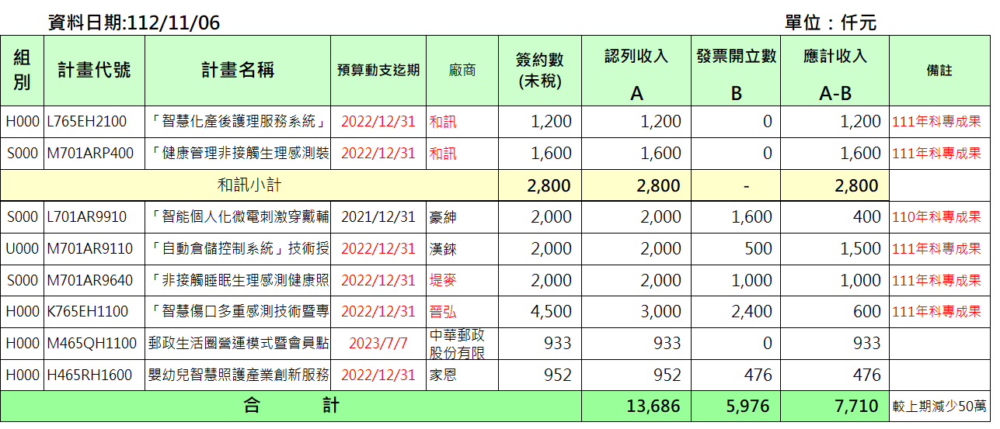 資料日期:112/11/06 單位：仟元
組別 計畫代號 計畫名稱 預算動支迄期 廠商 簽約數(未稅) 認列收入 A 發票開立數 B 應計收入 A-B 備註
H000 L765EH2100 「智慧化產後護理服務系統」 2022/12/31 和訊 1,200 1,200 0 1,200 111年科專成果
S000 M701ARP400 「健康管理非接觸生理感測裝 2022/12/31 和訊 1,600 1,600 0 1,600 111年科專成果
和訊小計 2,800 2,800 - 2,800
S000 L701AR9910 「智能個人化微電刺激穿戴輔 2021/12/31 豪紳 2,000 2,000 1,600 400 110年科專成果
U000 M701AR9110 「自動倉儲控制系統」技術授 2022/12/31 漢錸 2,000 2,000 500 1,500 111年科專成果
S000 M701AR9640 「非接觸睡眠生理感測健康照 2022/12/31 堤麥 2,000 2,000 1,000 1,000 111年科專成果
H000 K765EH1100 「智慧傷口多重感測技術暨專 2022/12/31 晉弘 4,500 3,000 2,400 600 111年科專成果
H000 M465QH1100 郵政生活圈營運模式暨會員點 2023/7/7 中華郵政股份有限 933 933 0 933
H000 H465RH1600 嬰幼兒智慧照護產業創新服務 2022/12/31 家恩 952 952 476 476
合 計 13,686 5,976 7,710 較上期減少50萬